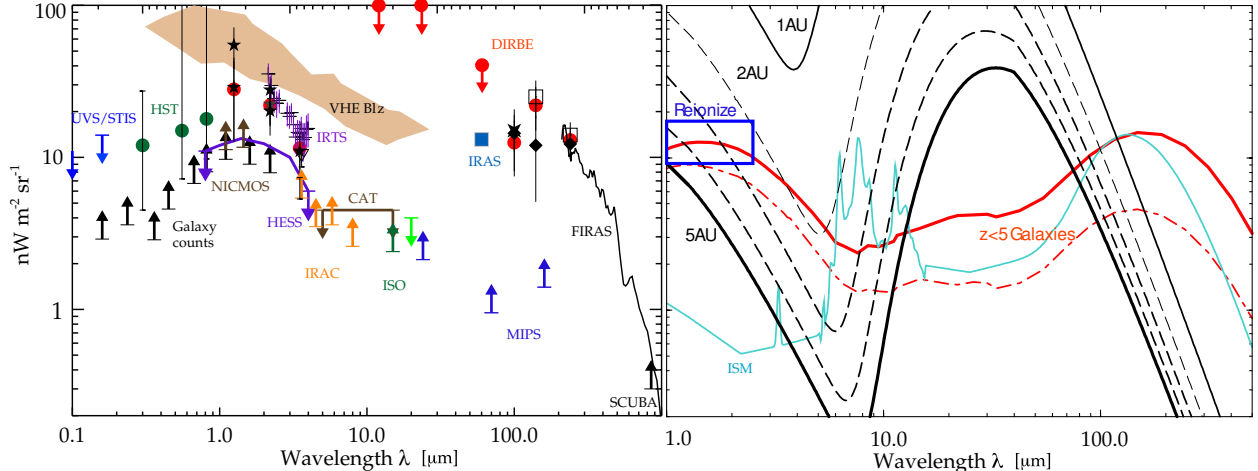 100
10
1
nW m⁻² sr⁻¹
UVS/STIS
HST
VHE Blz
DIRBE
IRTS
IRAS
NICMOS
CAT
HESS
Galaxy
counts
FIRAS
IRAC
ISO
MIPS
SCUBA
0.1
1.0
10.0
100.0
Wavelength λ [μm]
1AU
2AU
Reionize
5AU
z<5 Galaxies
ISM
1.0
10.0
100.0
Wavelength λ [μm]